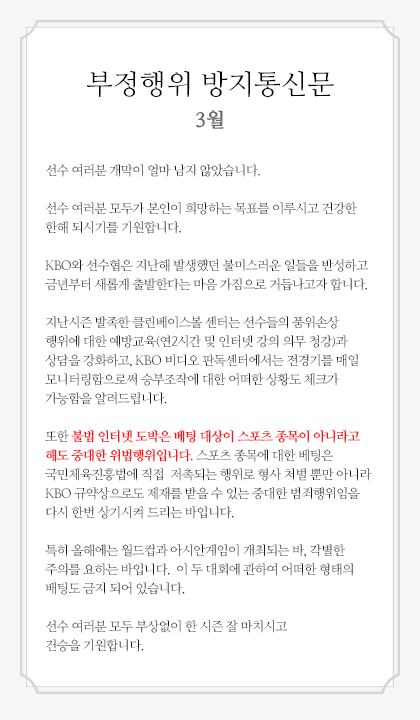 부정행위 방지통신문
3월
선수 여러분 개막이 얼마 남지 않았습니다.
선수 여러분 모두가 본인이 희망하는 목표를 이루시고 건강한
한해 되시기를 기원합니다.
KBO와 선수협은 지난해 발생했던 불미스러운 일들을 반성하고
금년부터 새롭게 출발한다는 마음 가짐으로 거듭나고자 합니다.
지난시즌 발족한 클린베이스볼 센터는 선수들의 품위손상
행위에 대한 예방교육(연2시간 및 인터넷 강의 의무 청강)과
상담을 강화하고, KBO 비디오 판독센터에서는 전경기를 매일
모니터링함으로써 승부조작에 대한 어떠한 상황도 체크가
가능함을 알려드립니다.
또한 불법 인터넷 도박은 베팅 대상이 스포츠 종목이 아니라고
해도 중대한 위법행위입니다. 스포츠 종목에 대한 베팅은
국민체육진흥법에 직접 저촉되는 행위로 형사 처벌 뿐만 아니라
KBO 규약상으로도 제재를 받을 수 있는 중대한 범죄행위임을
다시 한번 상기시켜 드리는 바입니다.
특히 올해에는 월드컵과 아시안게임이 개최되는 바, 각별한
주의를 요하는 바입니다. 이 두 대회에 관하여 어떠한 형태의
배팅도 금지 되어 있습니다.
선수 여러분 모두 부상없이 한 시즌 잘 마치시고
건승을 기원합니다.